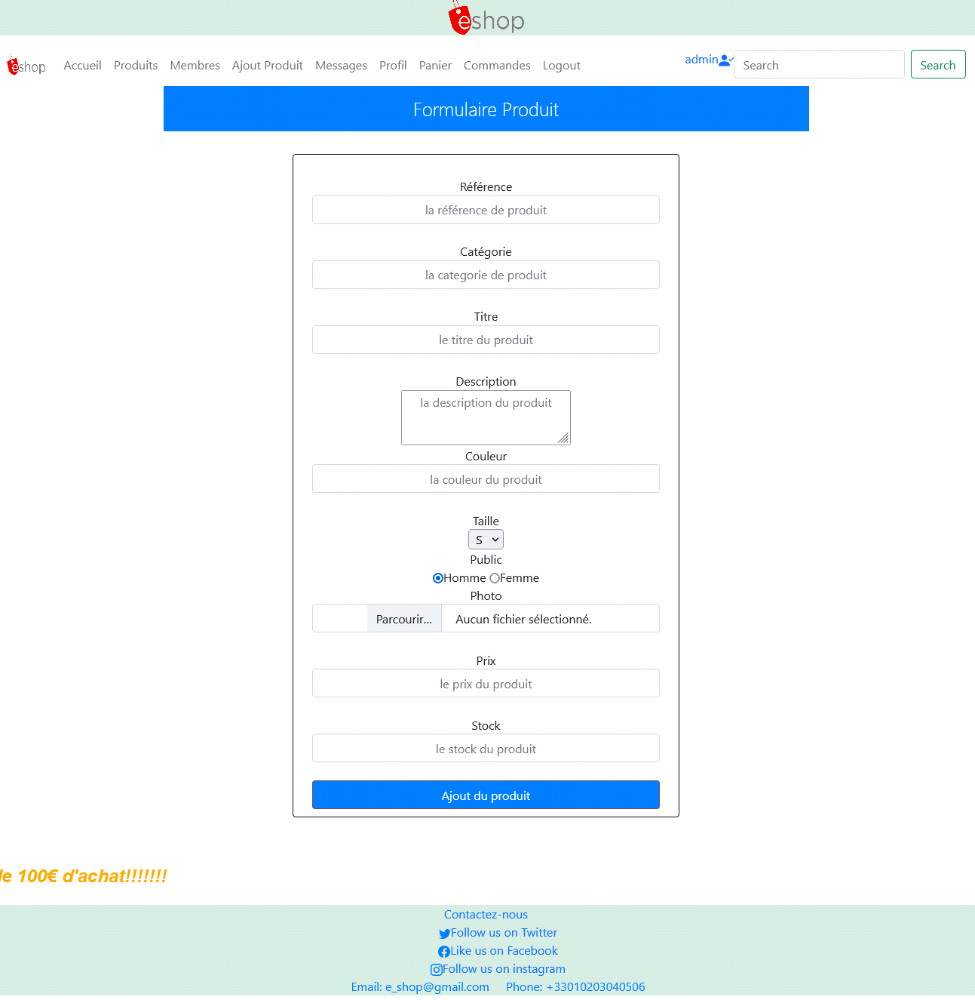 eshop
eshop Accueil Produits Membres Ajout Produit Messages Profil Panier Commandes Logout admin Search Search
Formulaire Produit
Référence
la référence de produit
Catégorie
la categorie de produit
Titre
le titre du produit
Description
la description du produit
Couleur
la couleur du produit
Taille
S
Public
Homme Femme
Photo
Parcourir... Aucun fichier sélectionné.
Prix
le prix du produit
Stock
le stock du produit
Ajout du produit
de 100€ d'achat!!!!!!!
Contactez-nous
Follow us on Twitter
Like us on Facebook
Follow us on instagram
Email: e_shop@gmail.com Phone: +33010203040506